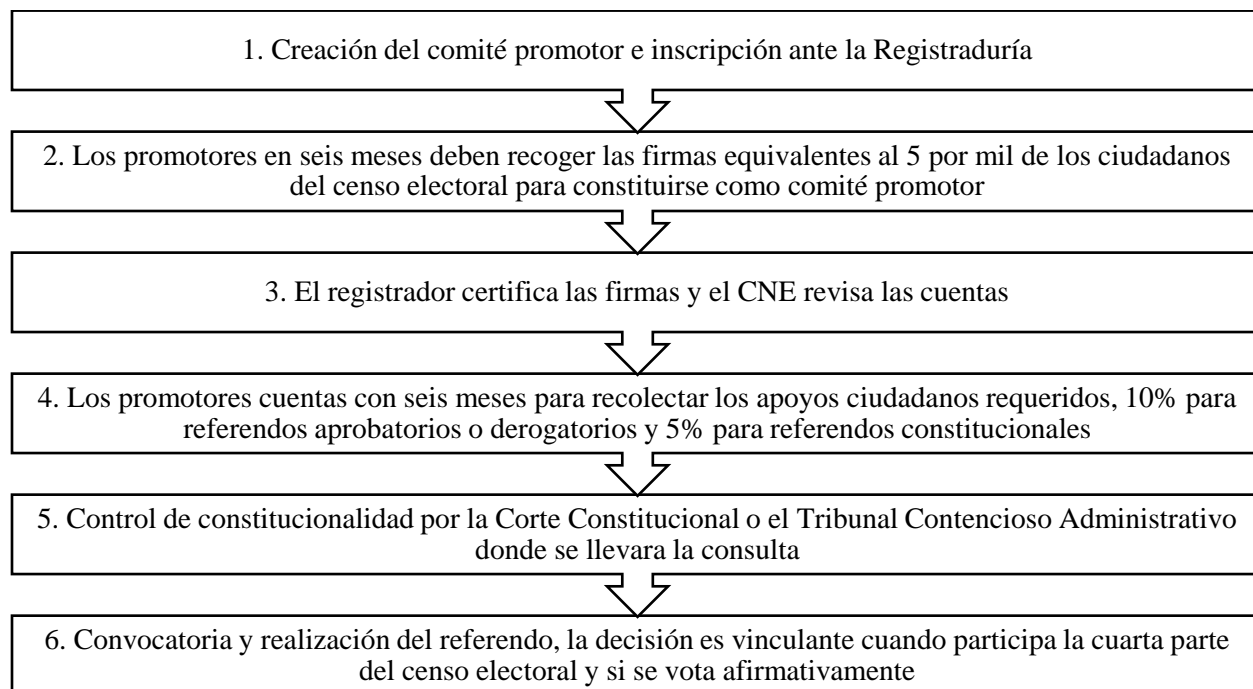 1. Creación del comité promotor e inscripción ante la Registraduría
2. Los promotores en seis meses deben recoger las firmas equivalentes al 5 por mil de los ciudadanos
del censo electoral para constituirse como comité promotor
3. El registrador certifica las firmas y el CNE revisa las cuentas
4. Los promotores cuentas con seis meses para recolectar los apoyos ciudadanos requeridos, 10% para
referendos aprobatorios o derogatorios y 5% para referendos constitucionales
5. Control de constitucionalidad por la Corte Constitucional o el Tribunal Contencioso Administrativo
donde se llevara la consulta
6. Convocatoria y realización del referendo, la decisión es vinculante cuando participa la cuarta parte
del censo electoral y si se vota afirmativamente